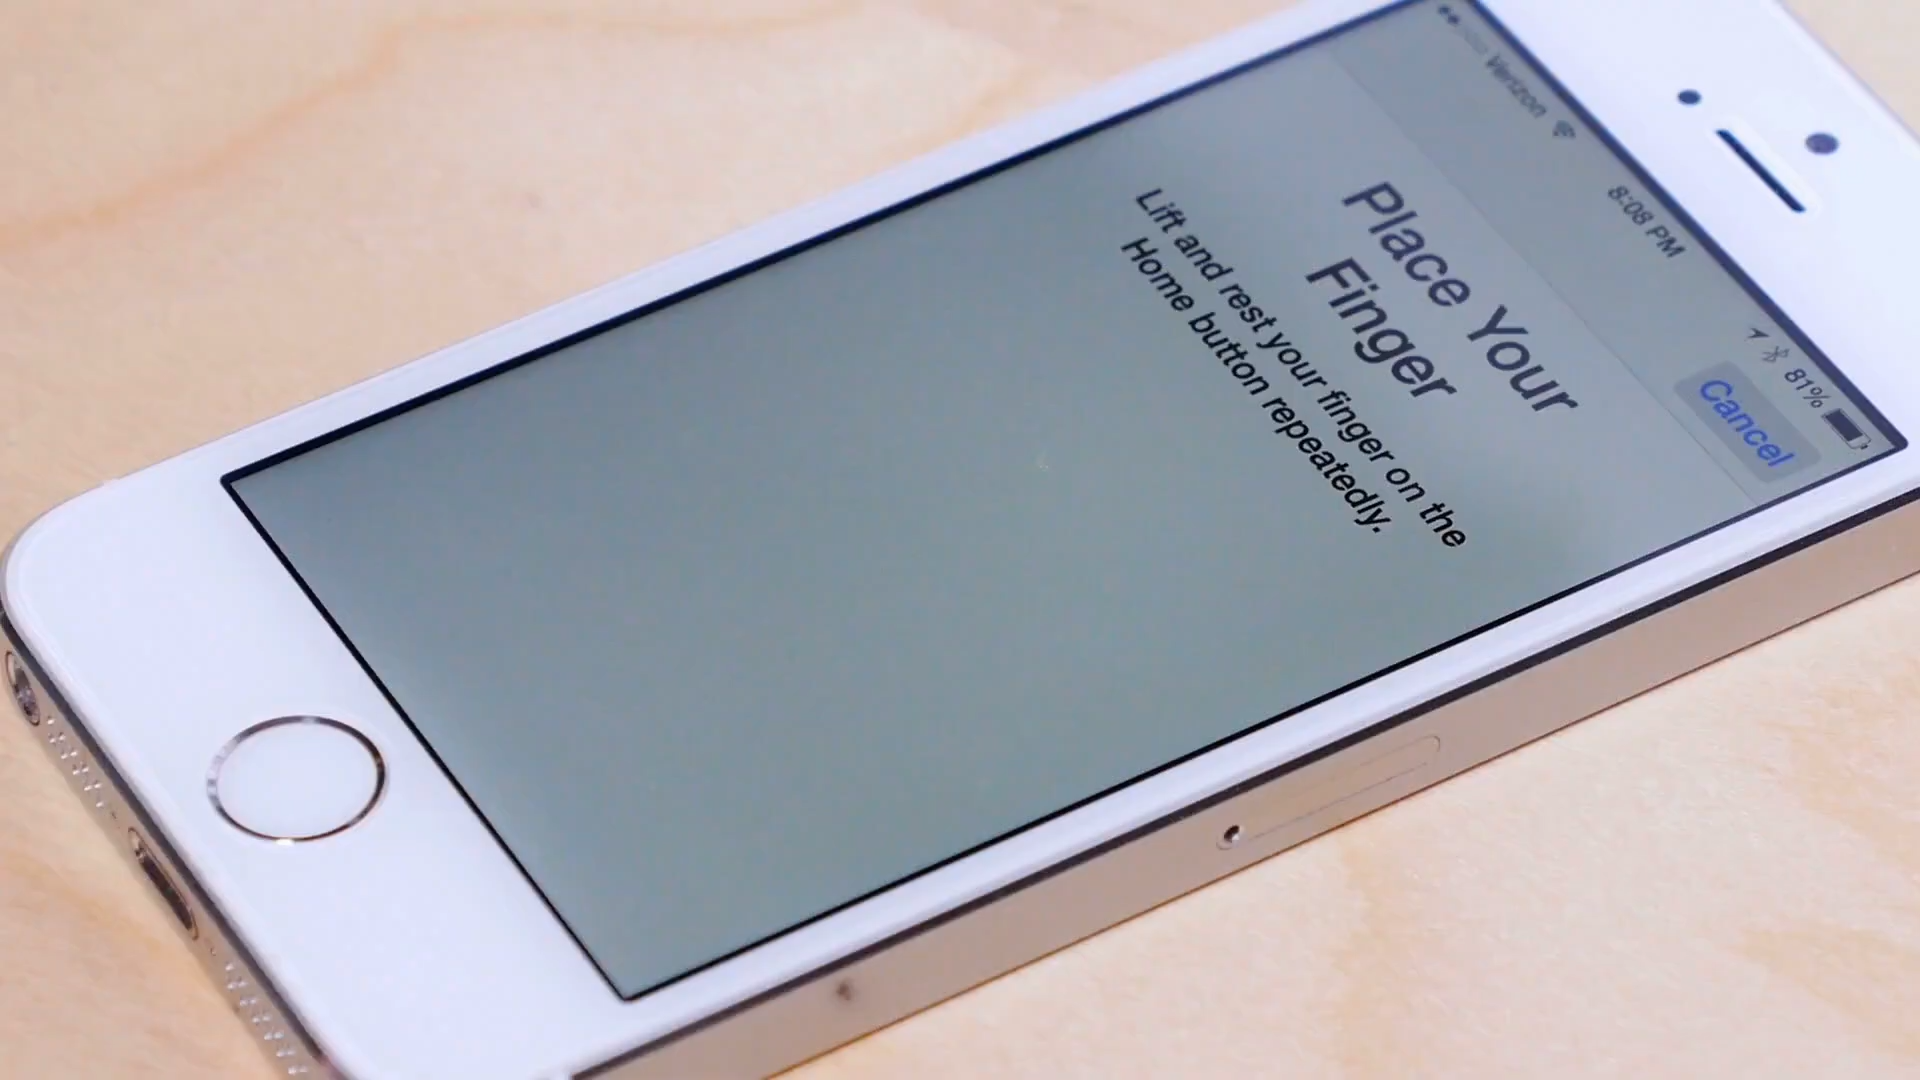 Verizon 8:08 PM 81%
Cancel
Place Your
Finger
Lift and rest your finger on the
Home button repeatedly.